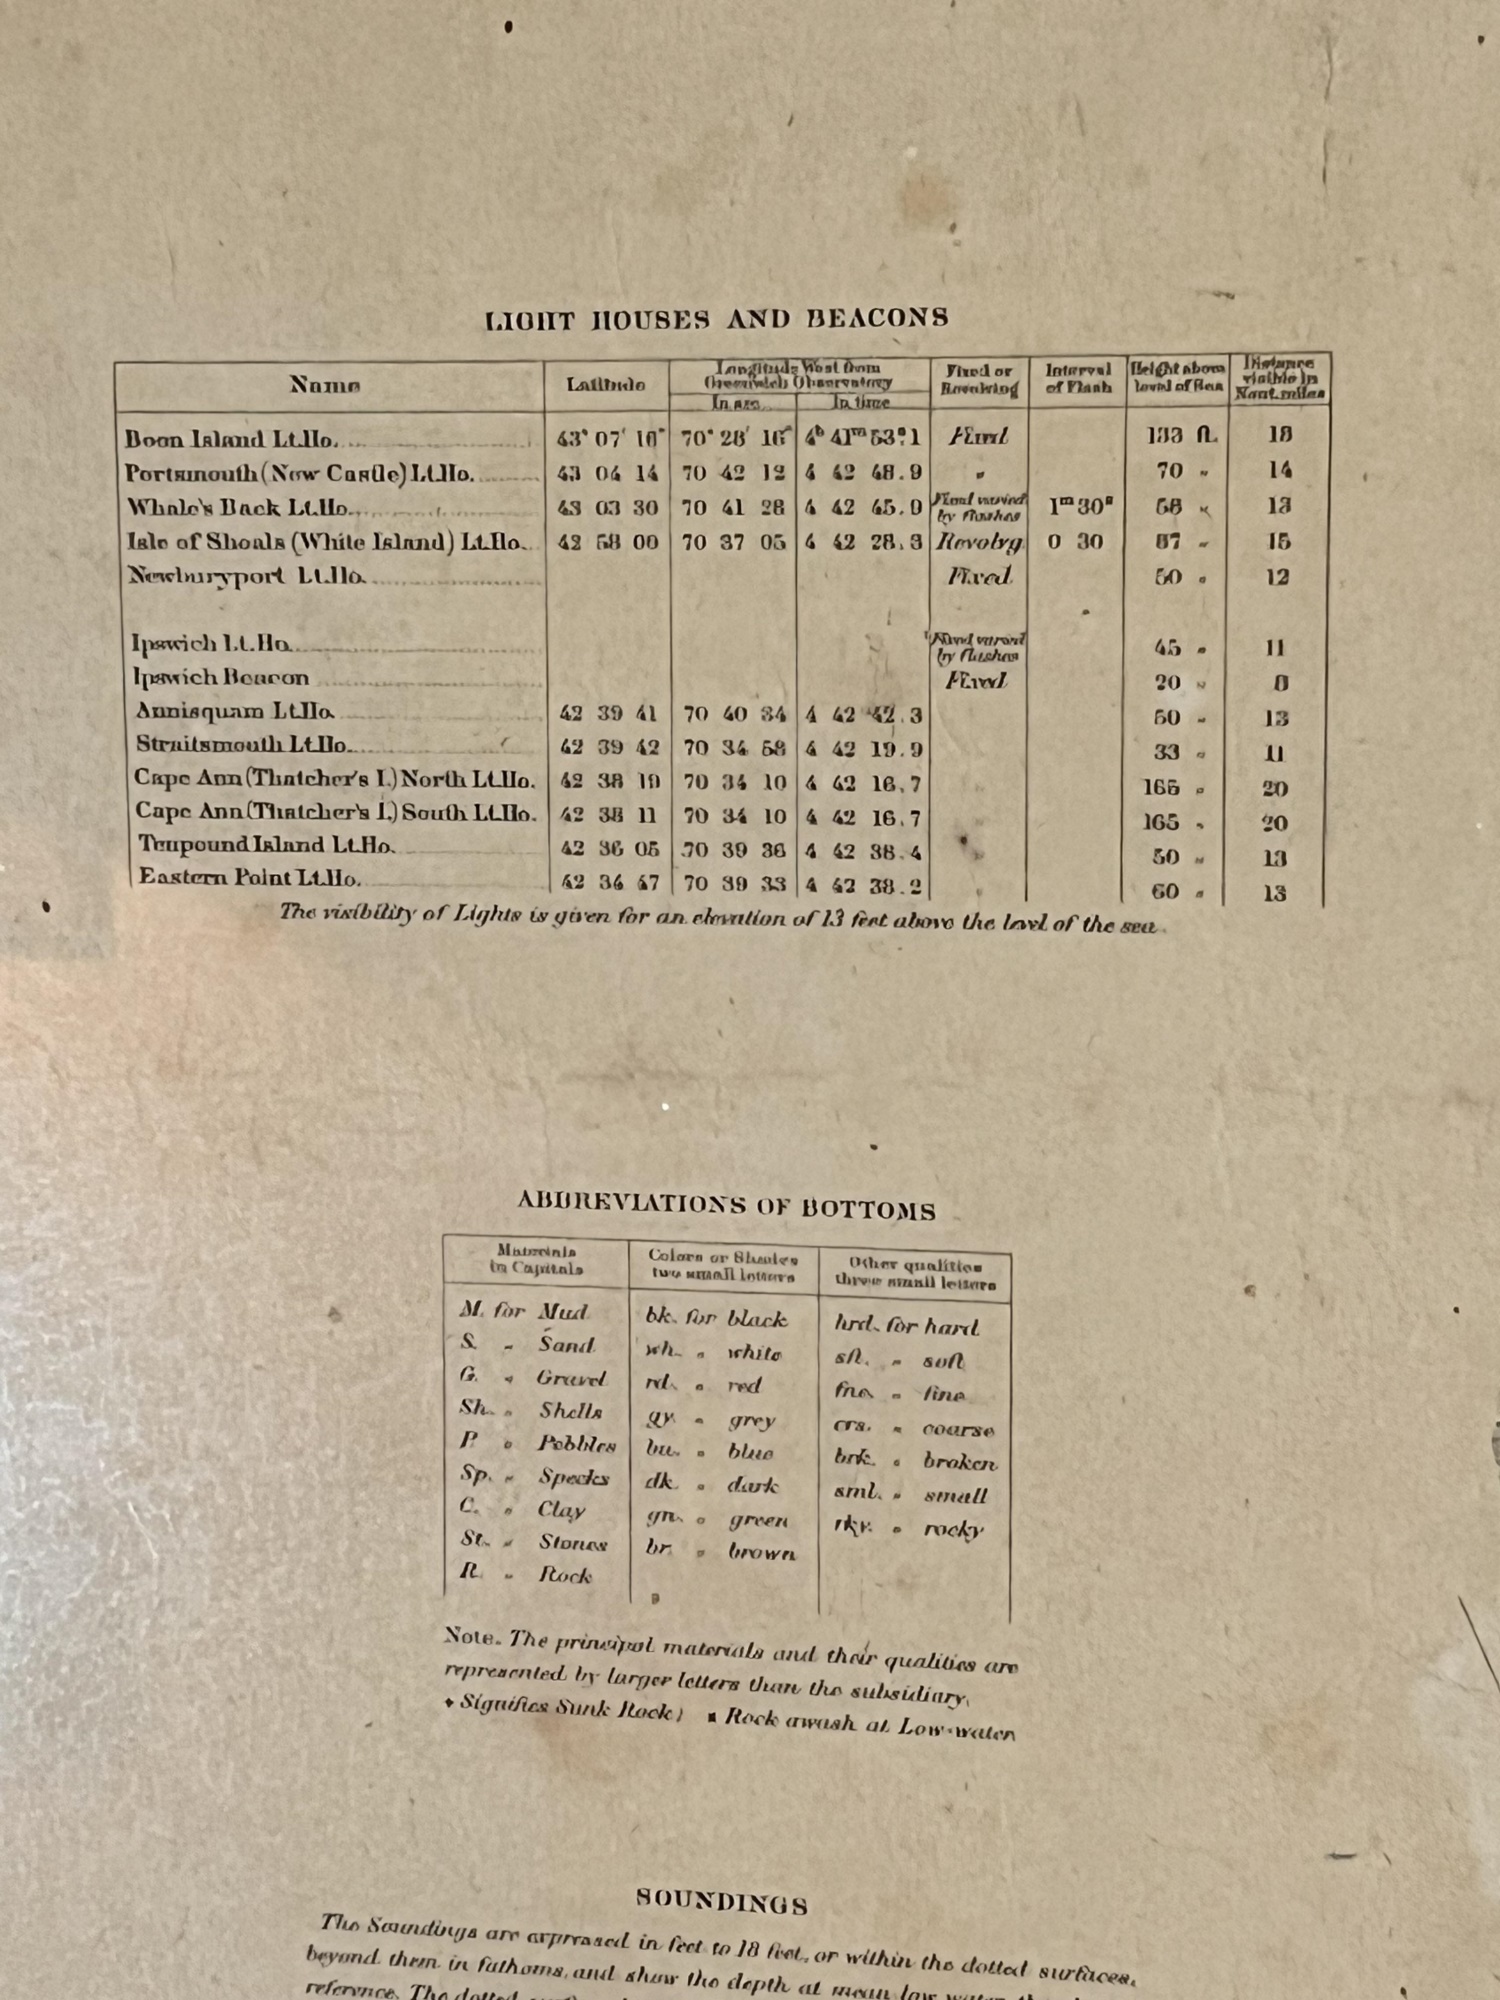 LIGHT HOUSES AND BEACONS
Name Latitude Longitude West from Greenwich Observatory Fixed or Revolving Interval of Flash Height above level of Sea Distance visible in Naut. miles
In arc. In time
Boon Island Lt.Ho. 43° 07' 16" 70° 28' 16" 4h 41m 53s.1 Fixed 133 ft. 18
Portsmouth (New Castle) Lt.Ho. 43 04 14 70 42 12 4 42 48.9 " 70 " 14
Whale's Back Lt.Ho. 43 03 30 70 41 28 4 42 45.9 Fixed varied by flashes 1m 30s 58 " 13
Isle of Shoals (White Island) Lt.Ho. 42 58 00 70 37 05 4 42 28.3 Revolvg. 0 30 87 " 15
Newburyport Lt.Ho. Fixed 50 " 12
Ipswich Lt.Ho. Fixed varied by flashes 45 " 11
Ipswich Beacon Fixed 20 " 8
Annisquam Lt.Ho. 42 39 41 70 40 34 4 42 42.3 50 " 13
Straitsmouth Lt.Ho. 42 39 42 70 34 58 4 42 19.9 33 " 11
Cape Ann (Thatcher's I.) North Lt.Ho. 42 38 19 70 34 10 4 42 16.7 165 " 20
Cape Ann (Thatcher's I.) South Lt.Ho. 42 38 11 70 34 10 4 42 16.7 " 165 " 20
Tenpound Island Lt.Ho. 42 36 05 70 39 36 4 42 38.4 " 50 " 13
Eastern Point Lt.Ho. 42 34 47 70 39 33 4 42 38.2 " 60 " 13
The visibility of Lights is given for an elevation of 13 feet above the level of the sea.
ABBREVIATIONS OF BOTTOMS
Materials in Capitals Colors or Shades two small letters Other qualities three small letters
M. for Mud bk. for black hrd. for hard
S. " Sand wh. " white sft. " soft
G. " Gravel rd. " red fne. " fine
Sh. " Shells gy. " grey crs. " coarse
P. " Pebbles bu. " blue brk. " broken
Sp. " Specks dk. " dark sml. " small
C. " Clay gn. " green rky. " rocky
St. " Stones br. " brown
R. " Rock
Note. The principal materials and their qualities are
represented by larger letters than the subsidiary.
Signifies Sunk Rock) Rock awash at Low-water
SOUNDINGS
The Soundings are expressed in feet to 18 feet, or within the dotted surfaces,
beyond them in fathoms, and show the depth at mean low water,
reference. The dotted